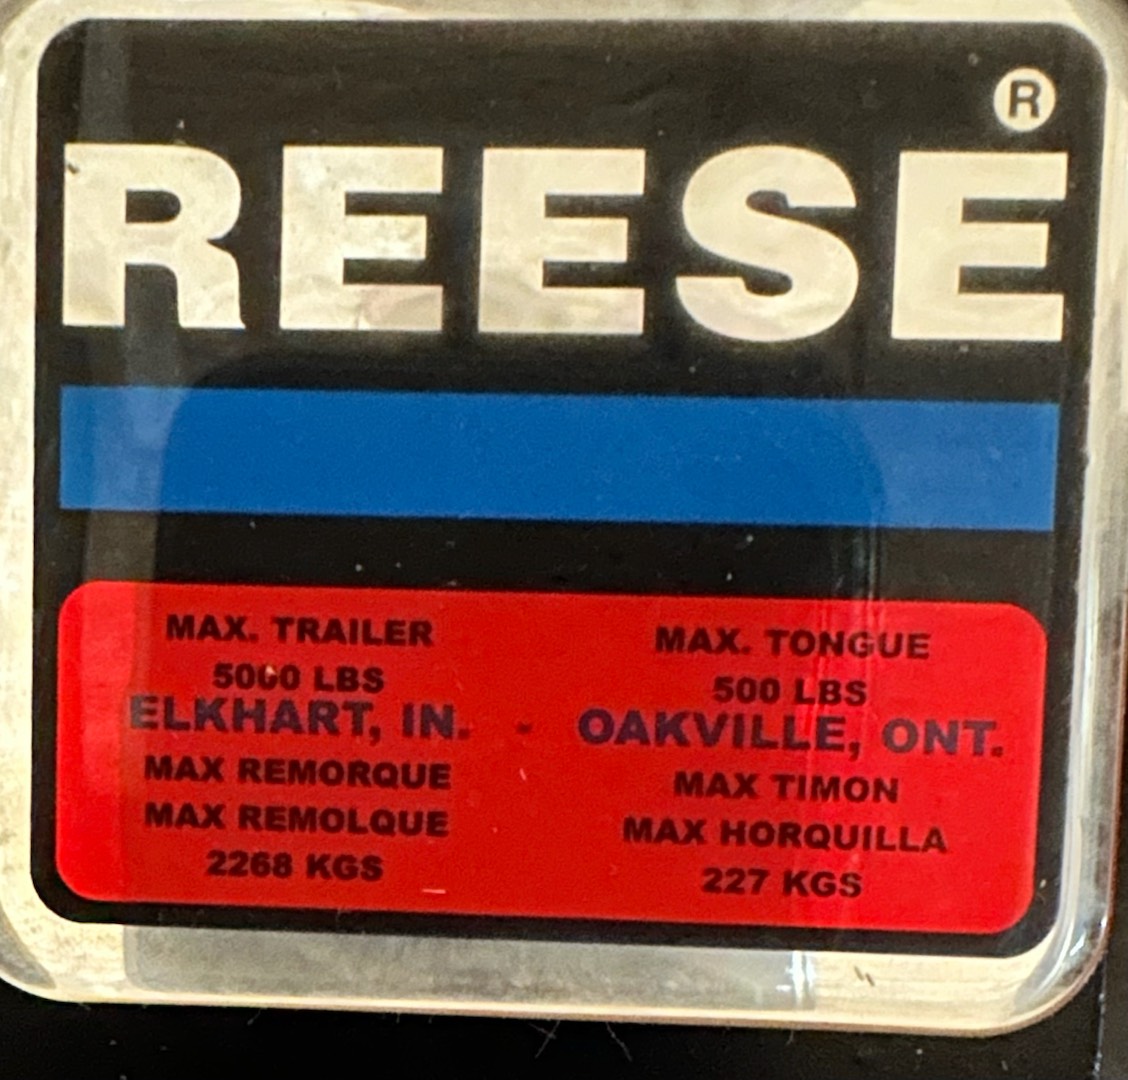 ®
REESE
MAX. TRAILER
5000 LBS
MAX. TONGUE
500 LBS
ELKHART, IN. - OAKVILLE, ONT.
MAX REMORQUE
MAX REMOLQUE
2268 KGS
MAX TIMON
MAX HORQUILLA
227 KGS